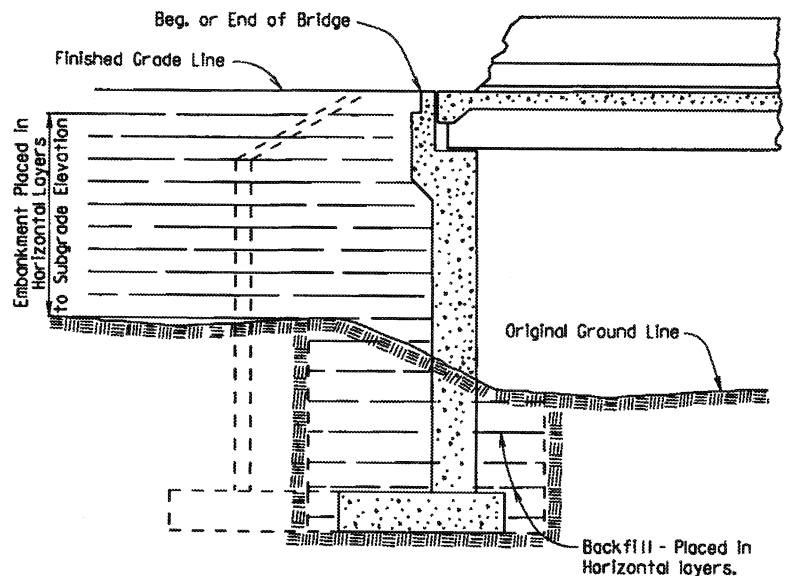 Beg. or End of Bridge
Finished Grade Line
Embankment Placed in
Horizontal Layers
to Subgrade Elevation
Original Ground Line
Backfill - Placed in
Horizontal layers.